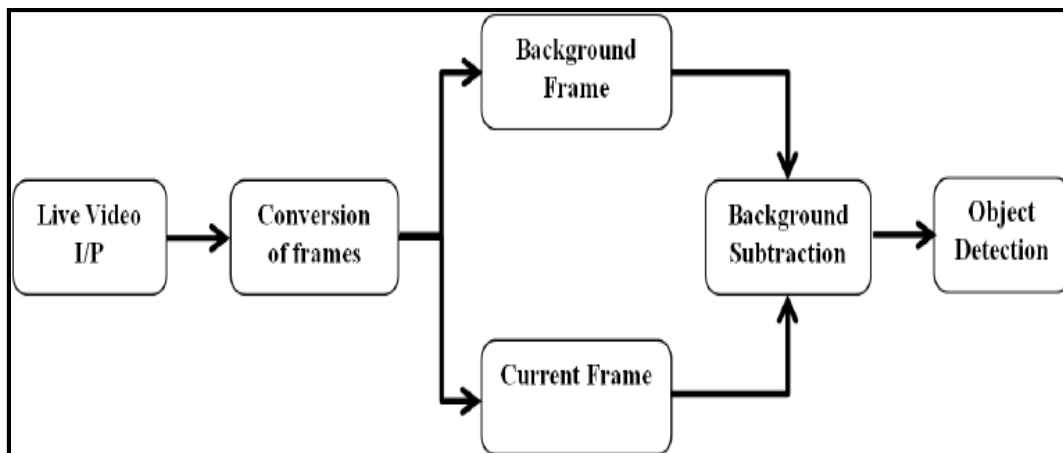 Background
Frame
Live Video
I/P
Conversion
of frames
Background
Subtraction
Object
Detection
Current Frame